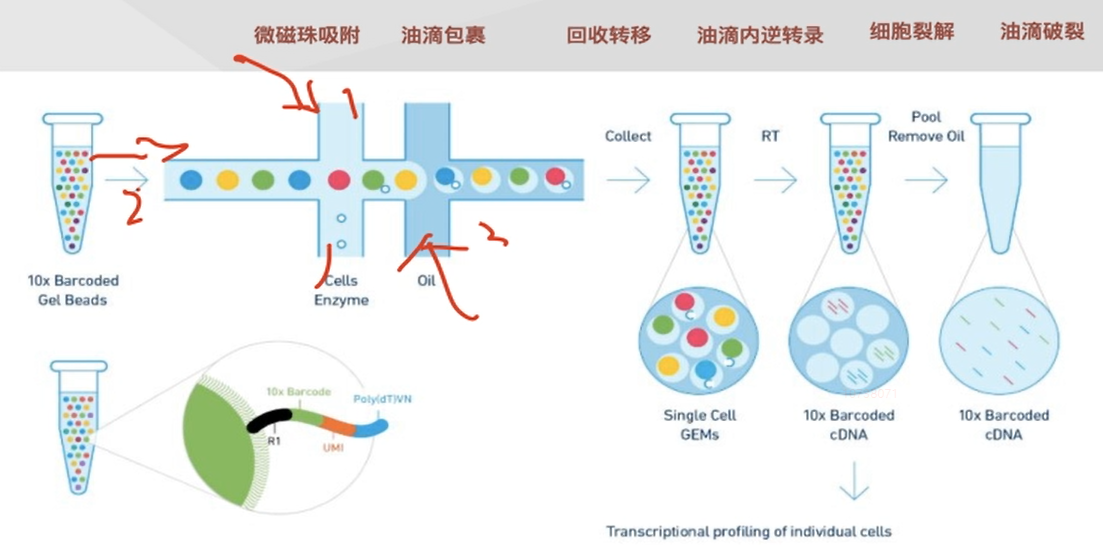 微磁珠吸附
油滴包裹
回收转移
油滴内逆转录
细胞裂解
油滴破裂
1
2
3
Collect
RT
Pool
Remove Oil
10x Barcoded
Gel Beads
Cells
Enzyme
Oil
Single Cell
GEMs
10x Barcoded
cDNA
10x Barcoded
cDNA
10x Barcode
Poly(dT)VN
R1
UMI
Transcriptional profiling of individual cells